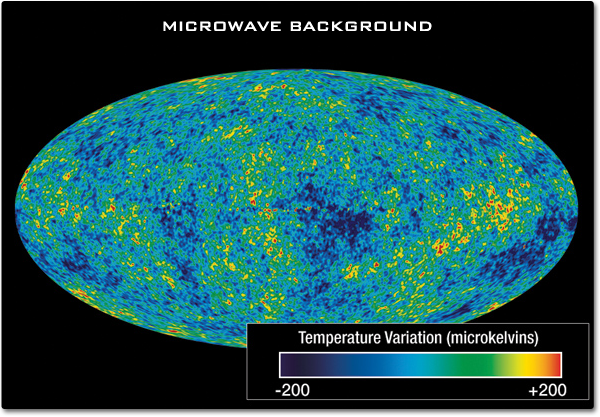 MICROWAVE BACKGROUND
Temperature Variation (microkelvins)
-200 +200